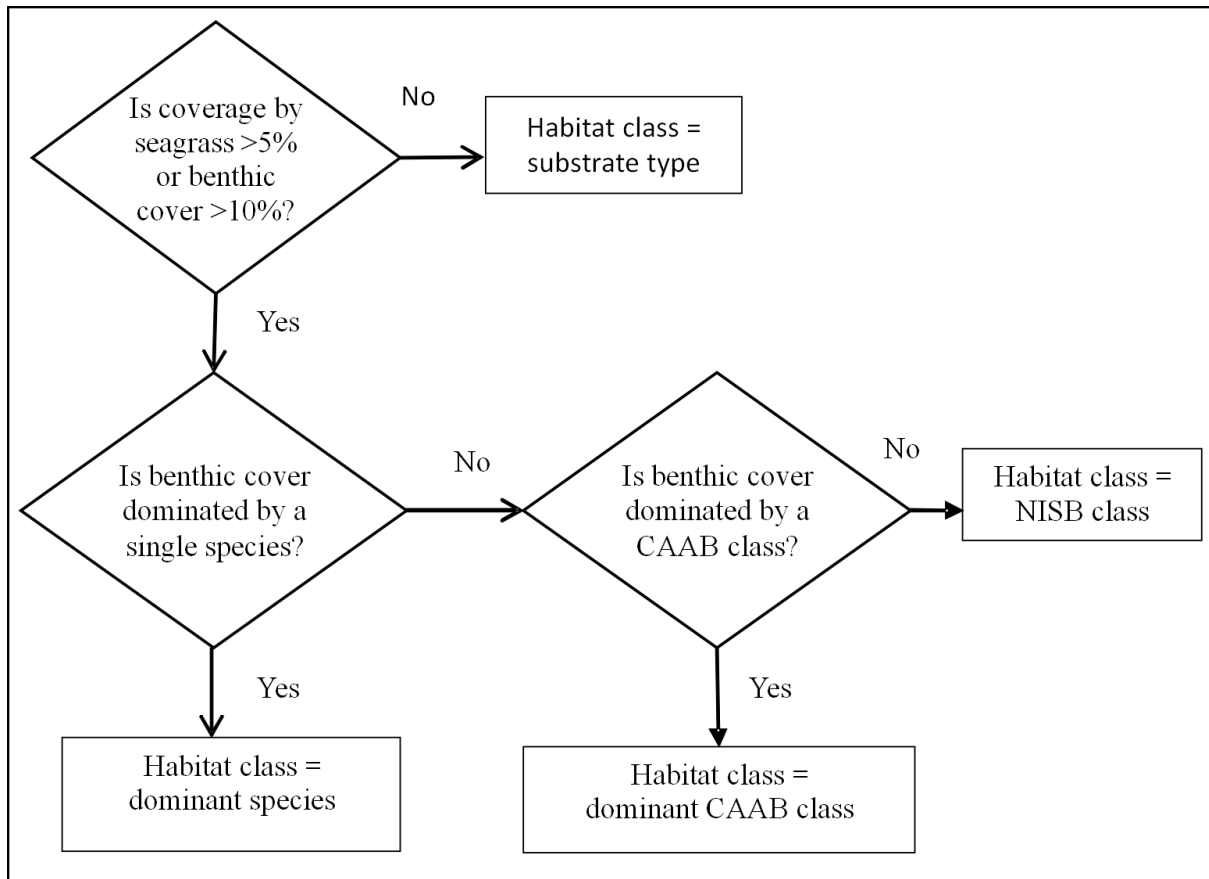 Is coverage by
seagrass >5%
or benthic
cover >10%?
No
Habitat class =
substrate type
Yes
Is benthic cover
dominated by a
single species?
No
Is benthic cover
dominated by a
CAAB class?
No
Habitat class =
NISB class
Yes
Habitat class =
dominant species
Yes
Habitat class =
dominant CAAB class